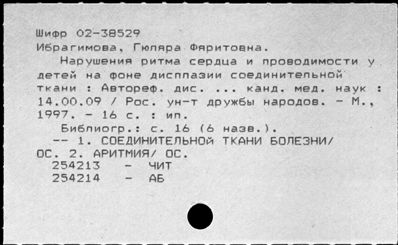 Шифр 02-38529
Ибрагимова, Гюляра Фяритовна.
Нарушения ритма сердца и проводимости у
детей на фоне дисплазии соединительной
ткани : Автореф. дис. ... канд. мед. наук :
14.00.09 / Рос. ун-т дружбы народов. - М.,
1997. - 16 с. : ил.
Библиогр.: с. 16 (6 назв.).
-- 1. СОЕДИНИТЕЛЬНОЙ ТКАНИ БОЛЕЗНИ/
ОС. 2. АРИТМИЯ/ ОС.
254213 - ЧИТ
254214 - АБ